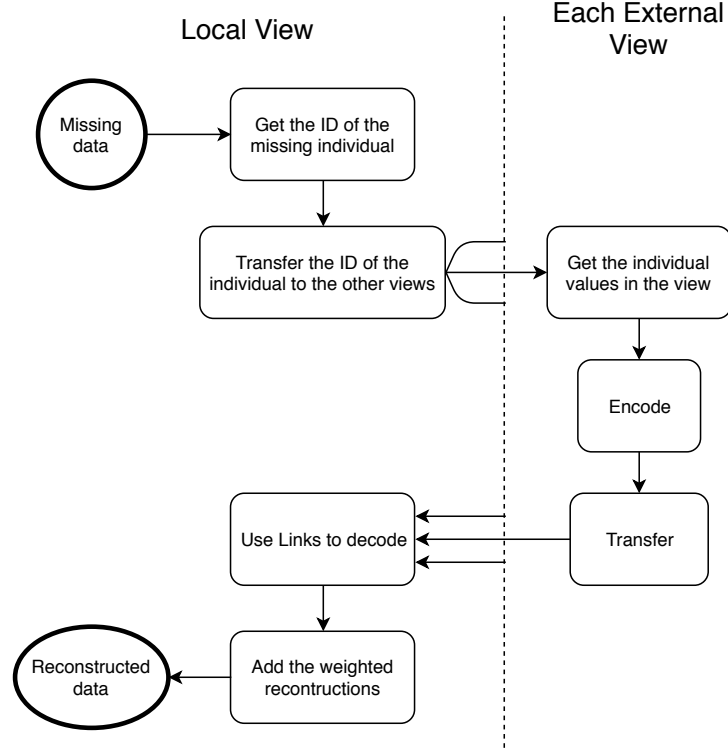 Local View
Each External
View
Missing
data
Get the ID of the
missing individual
Transfer the ID of the
individual to the other views
Get the individual
values in the view
Encode
Use Links to decode
Transfer
Reconstructed
data
Add the weighted
recontructions